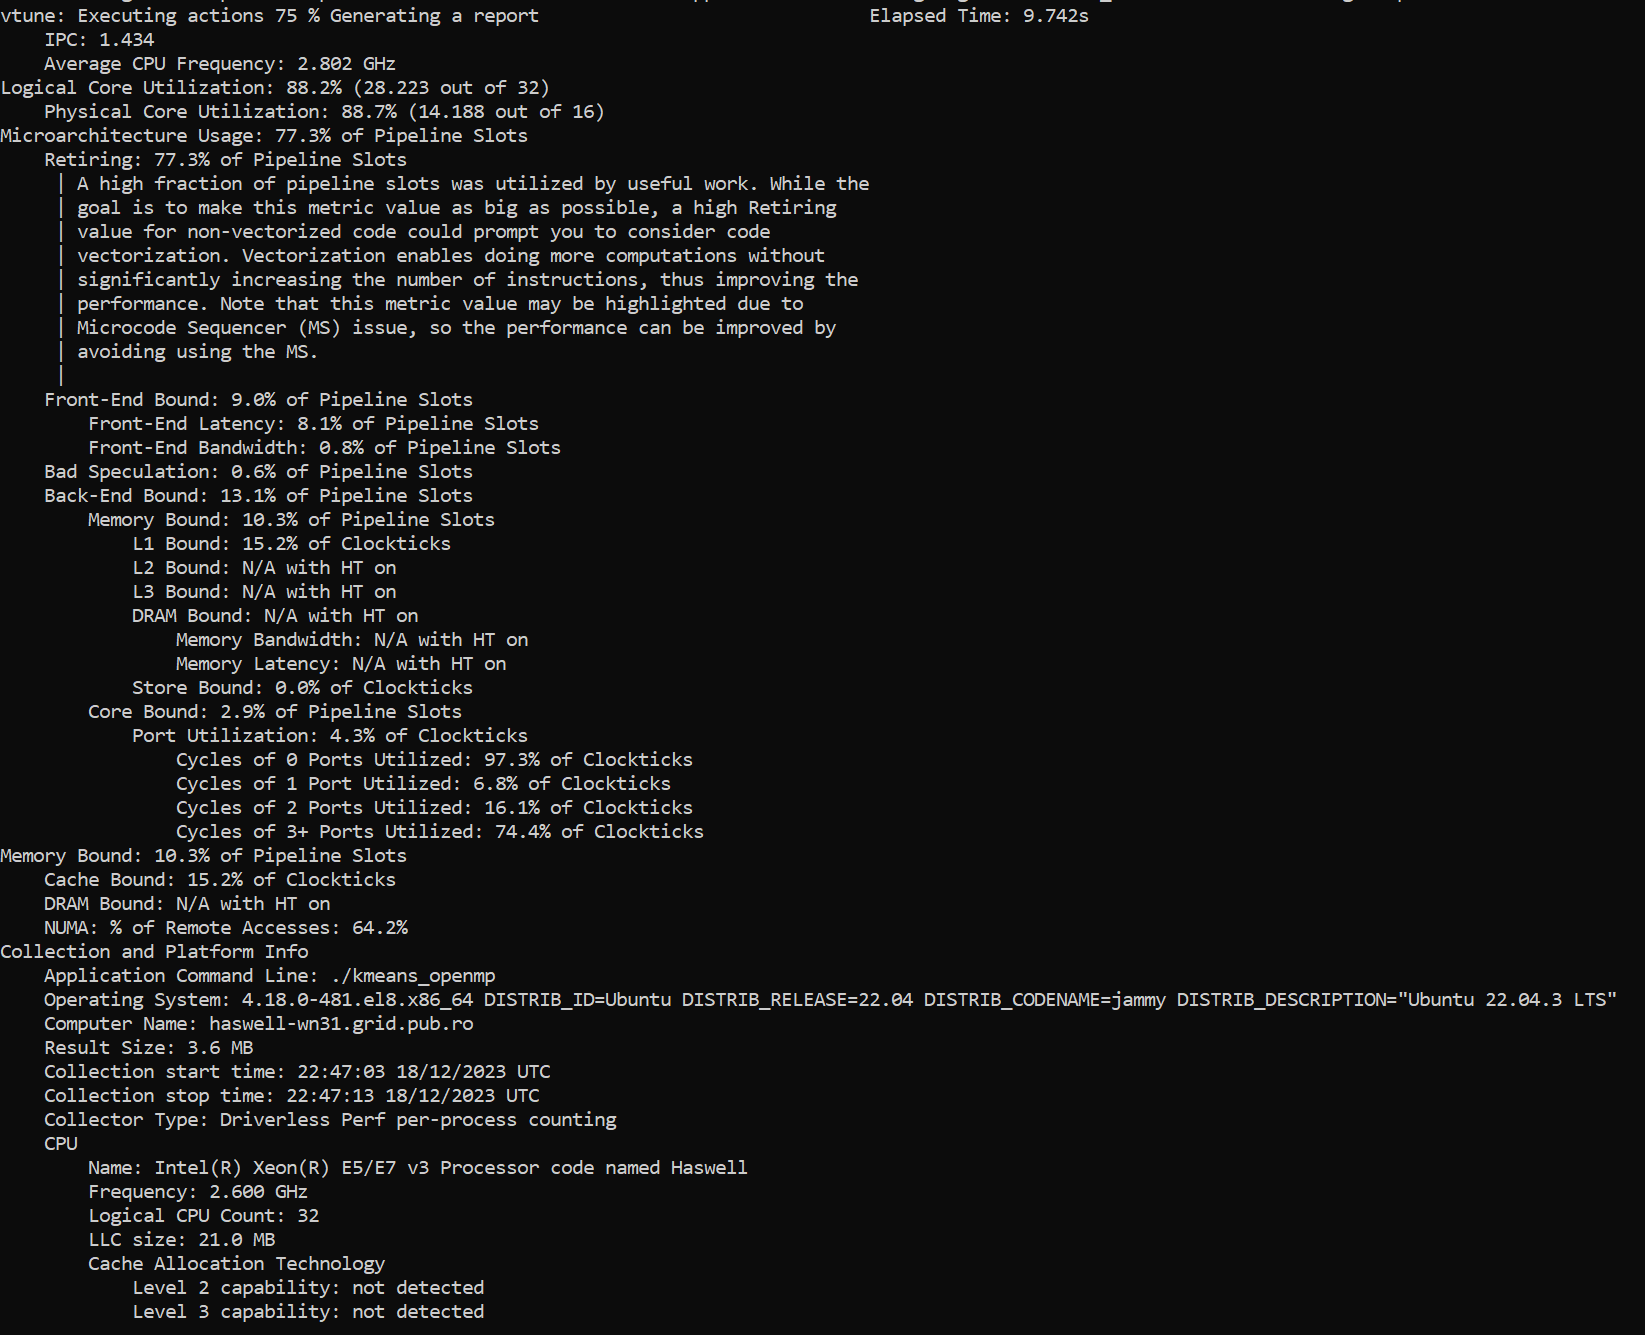 vtune: Executing actions 75 % Generating a report                              Elapsed Time: 9.742s
    IPC: 1.434
    Average CPU Frequency: 2.802 GHz
Logical Core Utilization: 88.2% (28.223 out of 32)
    Physical Core Utilization: 88.7% (14.188 out of 16)
Microarchitecture Usage: 77.3% of Pipeline Slots
    Retiring: 77.3% of Pipeline Slots
     | A high fraction of pipeline slots was utilized by useful work. While the
     | goal is to make this metric value as big as possible, a high Retiring
     | value for non-vectorized code could prompt you to consider code
     | vectorization. Vectorization enables doing more computations without
     | significantly increasing the number of instructions, thus improving the
     | performance. Note that this metric value may be highlighted due to
     | Microcode Sequencer (MS) issue, so the performance can be improved by
     | avoiding using the MS.
     |
    Front-End Bound: 9.0% of Pipeline Slots
        Front-End Latency: 8.1% of Pipeline Slots
        Front-End Bandwidth: 0.8% of Pipeline Slots
    Bad Speculation: 0.6% of Pipeline Slots
    Back-End Bound: 13.1% of Pipeline Slots
        Memory Bound: 10.3% of Pipeline Slots
            L1 Bound: 15.2% of Clockticks
            L2 Bound: N/A with HT on
            L3 Bound: N/A with HT on
            DRAM Bound: N/A with HT on
                Memory Bandwidth: N/A with HT on
                Memory Latency: N/A with HT on
            Store Bound: 0.0% of Clockticks
        Core Bound: 2.9% of Pipeline Slots
            Port Utilization: 4.3% of Clockticks
                Cycles of 0 Ports Utilized: 97.3% of Clockticks
                Cycles of 1 Port Utilized: 6.8% of Clockticks
                Cycles of 2 Ports Utilized: 16.1% of Clockticks
                Cycles of 3+ Ports Utilized: 74.4% of Clockticks
Memory Bound: 10.3% of Pipeline Slots
    Cache Bound: 15.2% of Clockticks
    DRAM Bound: N/A with HT on
    NUMA: % of Remote Accesses: 64.2%
Collection and Platform Info
    Application Command Line: ./kmeans_openmp
    Operating System: 4.18.0-481.el8.x86_64 DISTRIB_ID=Ubuntu DISTRIB_RELEASE=22.04 DISTRIB_CODENAME=jammy DISTRIB_DESCRIPTION="Ubuntu 22.04.3 LTS"
    Computer Name: haswell-wn31.grid.pub.ro
    Result Size: 3.6 MB
    Collection start time: 22:47:03 18/12/2023 UTC
    Collection stop time: 22:47:13 18/12/2023 UTC
    Collector Type: Driverless Perf per-process counting
    CPU
        Name: Intel(R) Xeon(R) E5/E7 v3 Processor code named Haswell
        Frequency: 2.600 GHz
        Logical CPU Count: 32
        LLC size: 21.0 MB
        Cache Allocation Technology
            Level 2 capability: not detected
            Level 3 capability: not detected